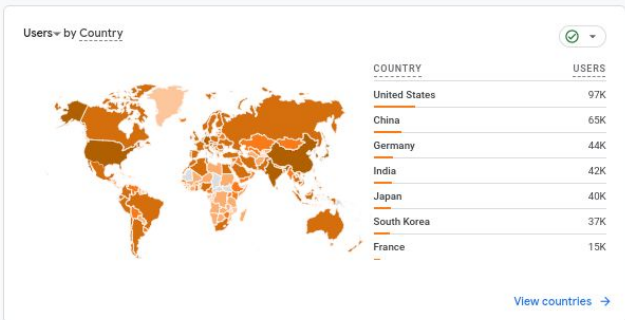 Users by Country
COUNTRY USERS
United States 97K
China 65K
Germany 44K
India 42K
Japan 40K
South Korea 37K
France 15K
View countries →